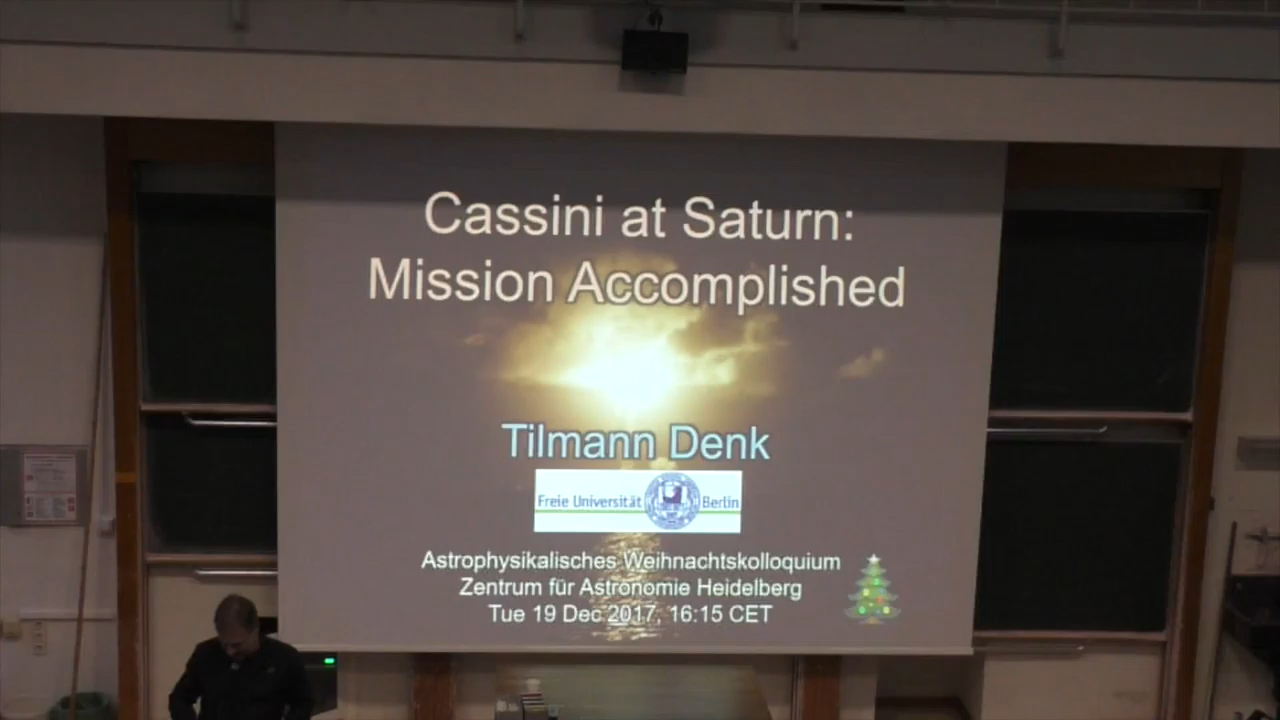 Cassini at Saturn:
Mission Accomplished
Tilmann Denk
Freie Universität Berlin
Astrophysikalisches Weihnachtskolloquium
Zentrum für Astronomie Heidelberg
Tue 19 Dec 2017, 16:15 CET